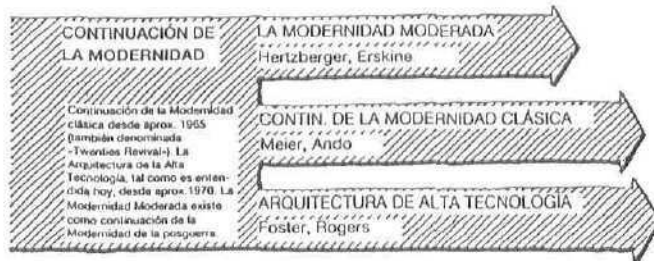 CONTINUACIÓN DE
LA MODERNIDAD
Continuación de la Modernidad
clásica desde aprox. 1965
(también denominada
-Twenties Revival-). La
Arquitectura de la Alta
Tecnología, tal como es enten-
dida hoy, desde aprox. 1970. La
Modernidad Moderada existe
como continuación de la
Modernidad de la posguerra.
LA MODERNIDAD MODERADA
Hertzberger, Erskine
CONTIN. DE LA MODERNIDAD CLÁSICA
Meier, Ando
ARQUITECTURA DE ALTA TECNOLOGÍA
Foster, Rogers